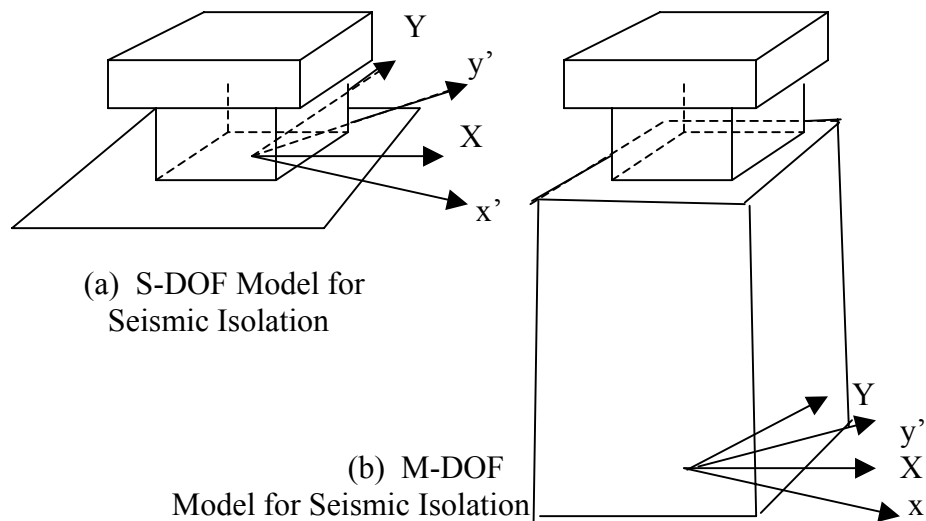 Y
y’
X
x’
(a) S-DOF Model for
Seismic Isolation
Y
y’
X
x
(b) M-DOF
Model for Seismic Isolation